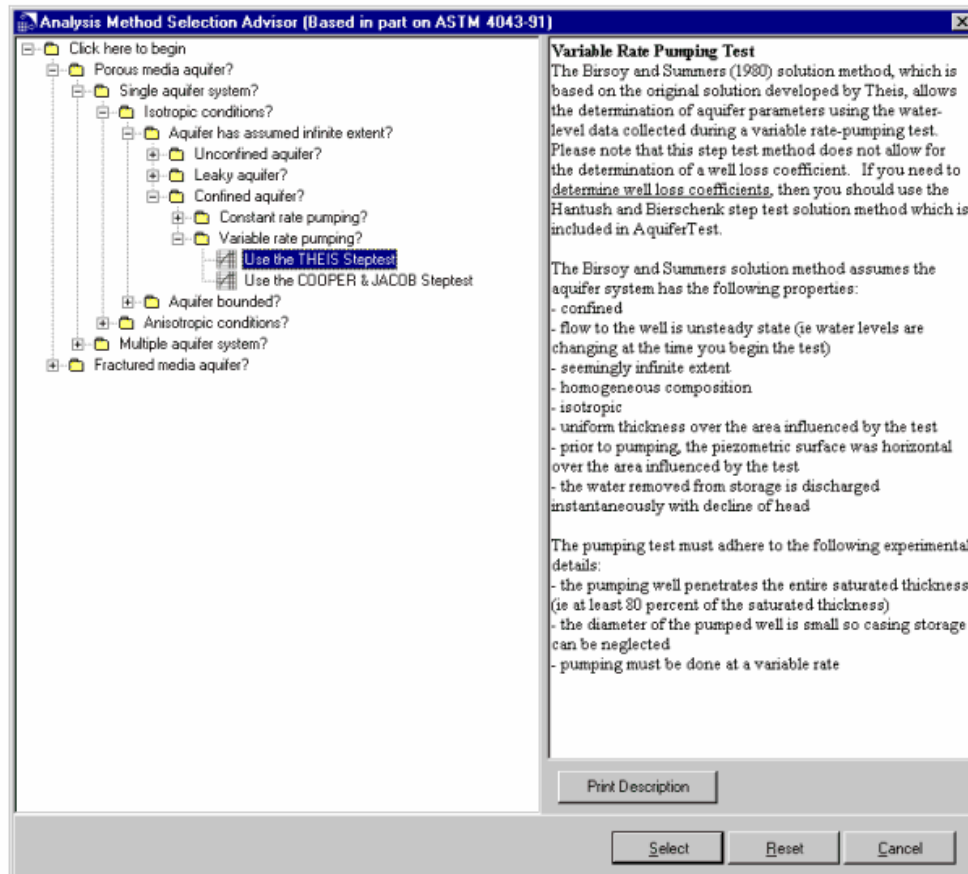 Analysis Method Selection Advisor (Based in part on ASTM 4043-91)
Click here to begin
Porous media aquifer?
Single aquifer system?
Isotropic conditions?
Aquifer has assumed infinite extent?
Unconfined aquifer?
Leaky aquifer?
Confined aquifer?
Constant rate pumping?
Variable rate pumping?
Use the THEIS Steptest
Use the COOPER & JACOB Steptest
Aquifer bounded?
Anisotropic conditions?
Multiple aquifer system?
Fractured media aquifer?
Variable Rate Pumping Test
The Birsoy and Summers (1980) solution method, which is
based on the original solution developed by Theis, allows
the determination of aquifer parameters using the water-
level data collected during a variable rate-pumping test.
Please note that this step test method does not allow for
the determination of a well loss coefficient. If you need to
determine well loss coefficients, then you should use the
Hantush and Bierschenk step test solution method which is
included in AquiferTest.
The Birsoy and Summers solution method assumes the
aquifer system has the following properties:
- confined
- flow to the well is unsteady state (ie water levels are
changing at the time you begin the test)
- seemingly infinite extent
- homogeneous composition
- isotropic
- uniform thickness over the area influenced by the test
- prior to pumping, the piezometric surface was horizontal
over the area influenced by the test
- the water removed from storage is discharged
instantaneously with decline of head
The pumping test must adhere to the following experimental
details:
- the pumping well penetrates the entire saturated thickness
(ie at least 80 percent of the saturated thickness)
- the diameter of the pumped well is small so casing storage
can be neglected
- pumping must be done at a variable rate
Print Description
Select
Reset
Cancel